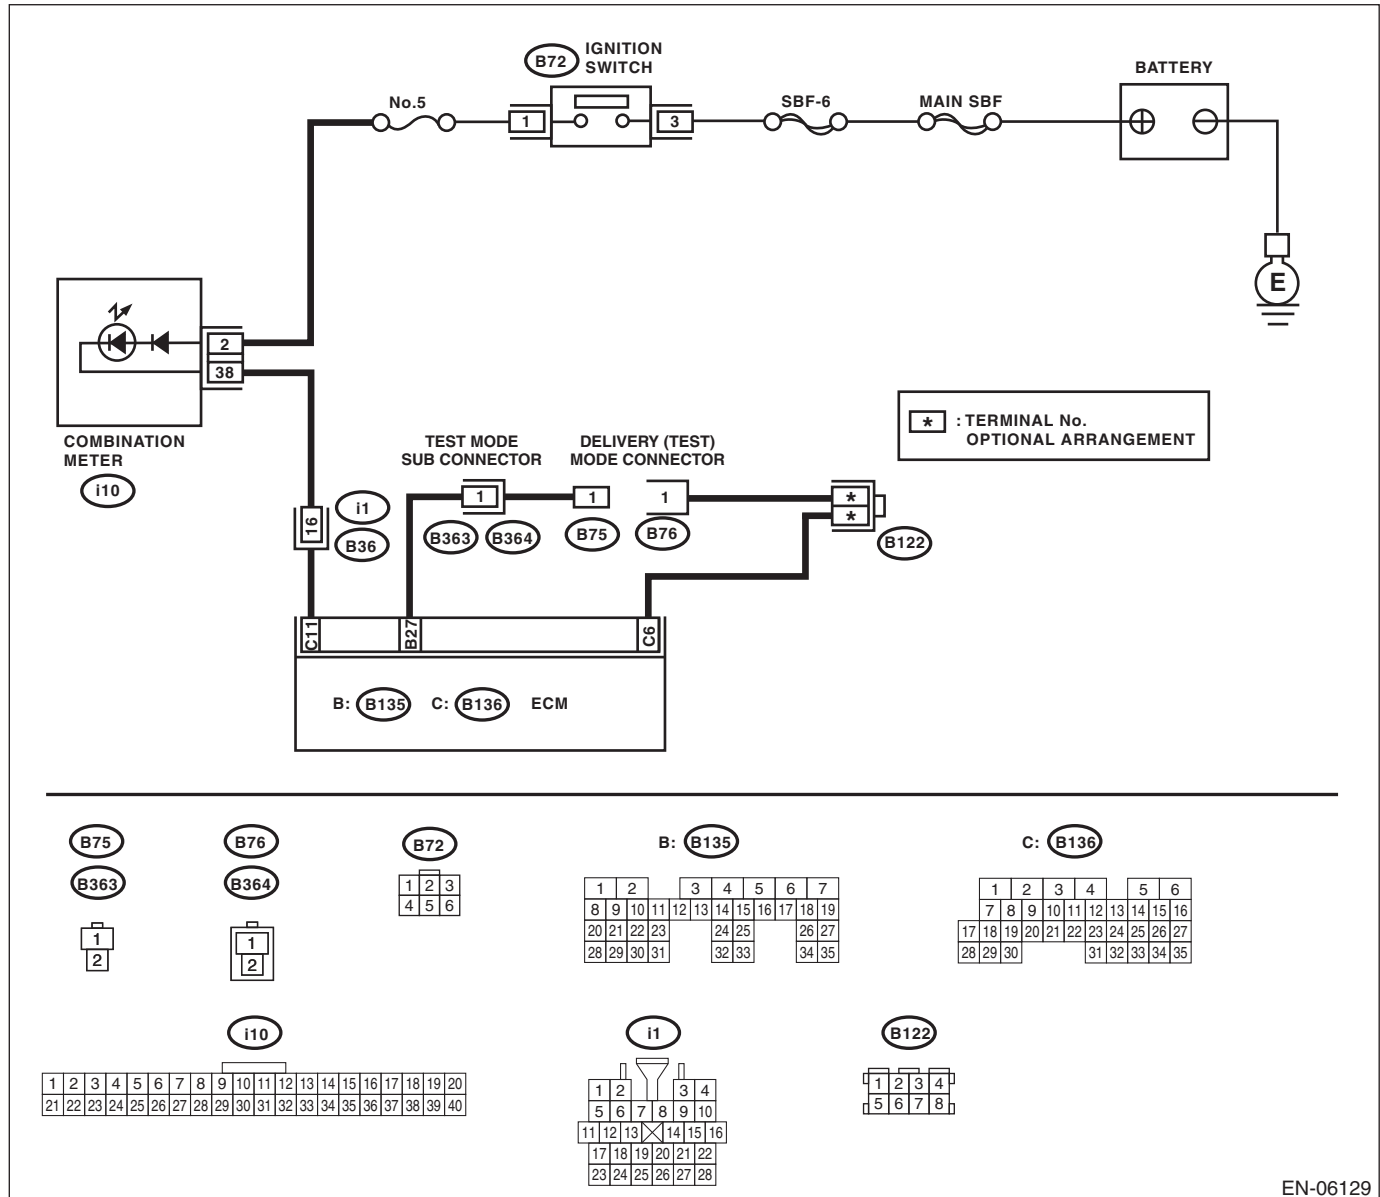 B72
IGNITION
SWITCH
BATTERY
No.5
1
3
SBF-6
MAIN SBF
E
2
38
COMBINATION
METER
i10
* : TERMINAL No.
OPTIONAL ARRANGEMENT
TEST MODE
SUB CONNECTOR
DELIVERY (TEST)
MODE CONNECTOR
1
1
1
*
*
B363
B364
B75
B76
B122
16
i1
B36
C11
B27
C6
B: B135 C: B136 ECM
B75
B363
1
2
B76
B364
1
2
B72
1 2 3
4 5 6
B: B135
1 2 3 4 5 6 7
8 9 10 11 12 13 14 15 16 17 18 19
20 21 22 23 24 25 26 27
28 29 30 31 32 33 34 35
C: B136
1 2 3 4 5 6
7 8 9 10 11 12 13 14 15 16
17 18 19 20 21 22 23 24 25 26 27
28 29 30 31 32 33 34 35
i10
1 2 3 4 5 6 7 8 9 10 11 12 13 14 15 16 17 18 19 20
21 22 23 24 25 26 27 28 29 30 31 32 33 34 35 36 37 38 39 40
i1
1 2 3 4
5 6 7 8 9 10
11 12 13 14 15 16
17 18 19 20 21 22
23 24 25 26 27 28
B122
1 2 3 4
5 6 7 8
EN-06129